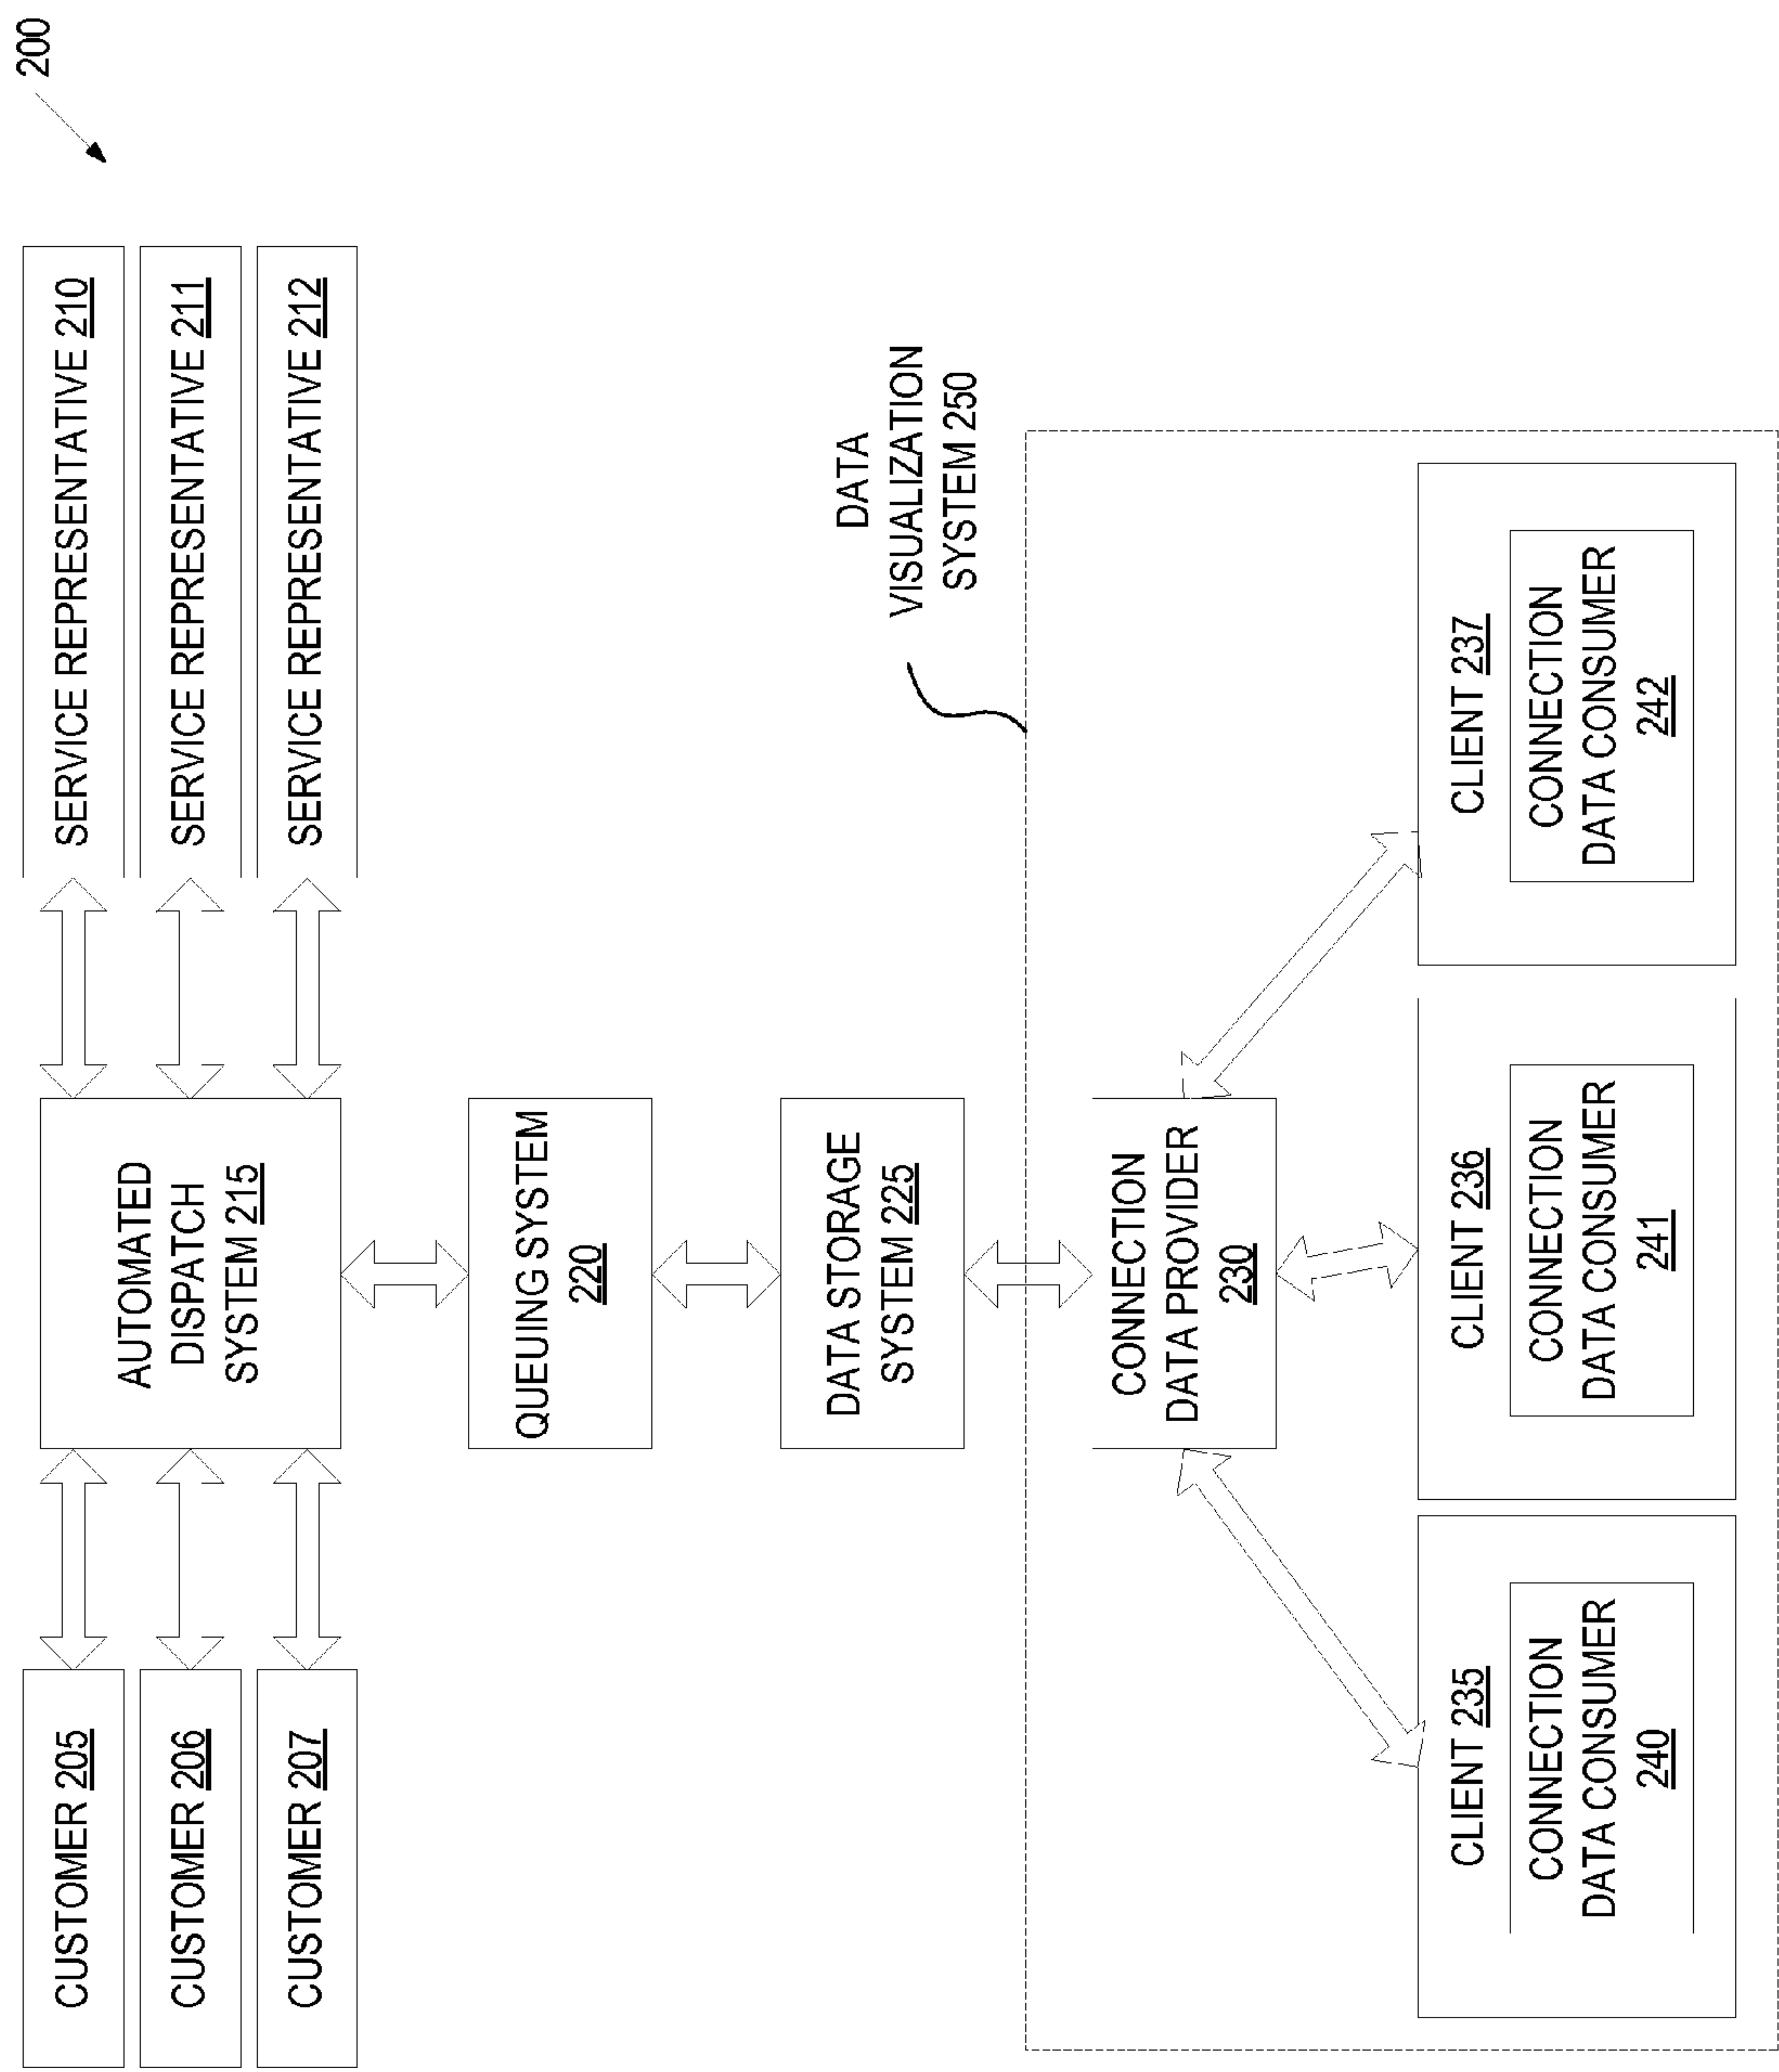 200
CUSTOMER 205
CUSTOMER 206
CUSTOMER 207
AUTOMATED
DISPATCH
SYSTEM 215
SERVICE REPRESENTATIVE 210
SERVICE REPRESENTATIVE 211
SERVICE REPRESENTATIVE 212
QUEUING SYSTEM
220
DATA STORAGE
SYSTEM 225
DATA
VISUALIZATION
SYSTEM 250
CONNECTION
DATA PROVIDER
230
CLIENT 235
CONNECTION
DATA CONSUMER
240
CLIENT 236
CONNECTION
DATA CONSUMER
241
CLIENT 237
CONNECTION
DATA CONSUMER
242